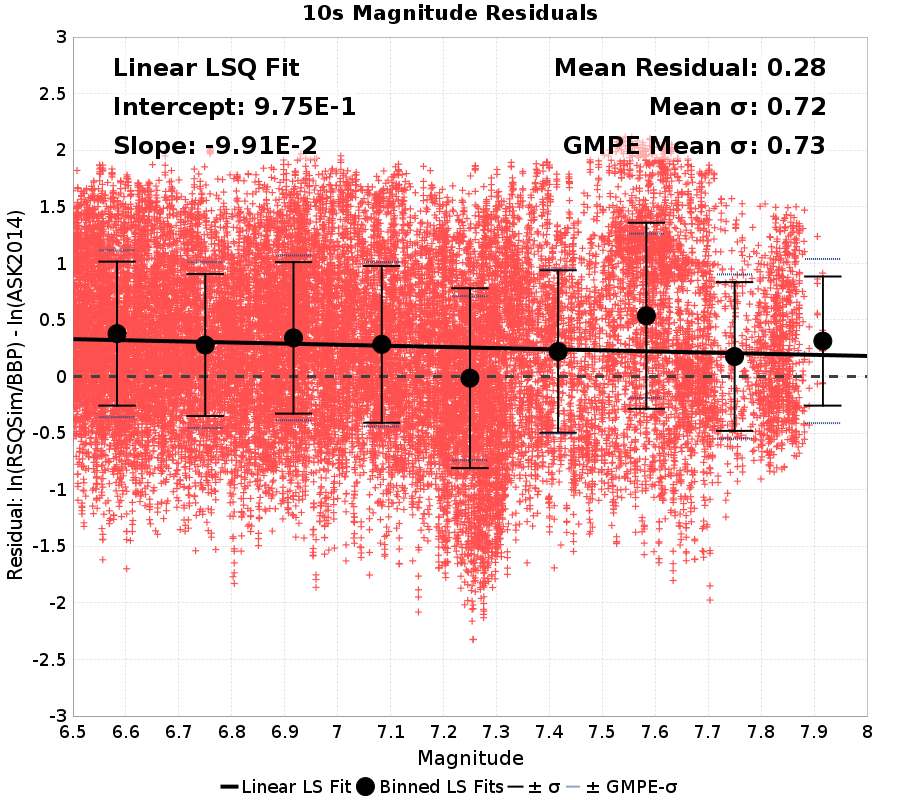 10s Magnitude Residuals
Linear LSQ Fit
Intercept: 9.75E-1
Slope: -9.91E-2
Mean Residual: 0.28
Mean σ: 0.72
GMPE Mean σ: 0.73
Residual: ln(RSQSim/BBP) - ln(ASK2014)
3
2.5
2
1.5
1
0.5
0
-0.5
-1
-1.5
-2
-2.5
-3
6.5 6.6 6.7 6.8 6.9 7 7.1 7.2 7.3 7.4 7.5 7.6 7.7 7.8 7.9 8
Magnitude
Linear LS Fit Binned LS Fits ± σ ± GMPE-σ